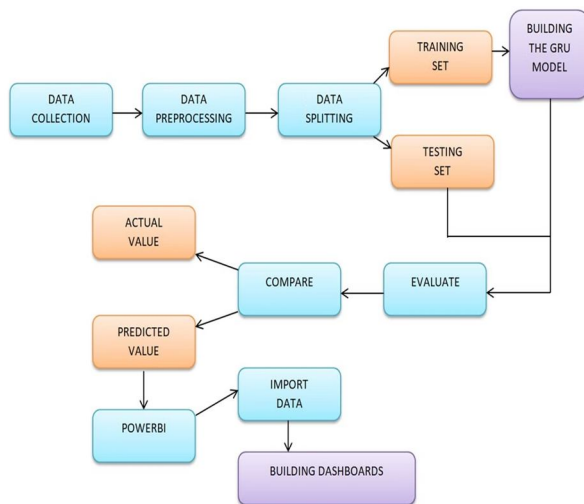 DATA
COLLECTION
DATA
PREPROCESSING
DATA
SPLITTING
TRAINING
SET
BUILDING
THE GRU
MODEL
TESTING
SET
ACTUAL
VALUE
COMPARE
EVALUATE
PREDICTED
VALUE
POWERBI
IMPORT
DATA
BUILDING DASHBOARDS